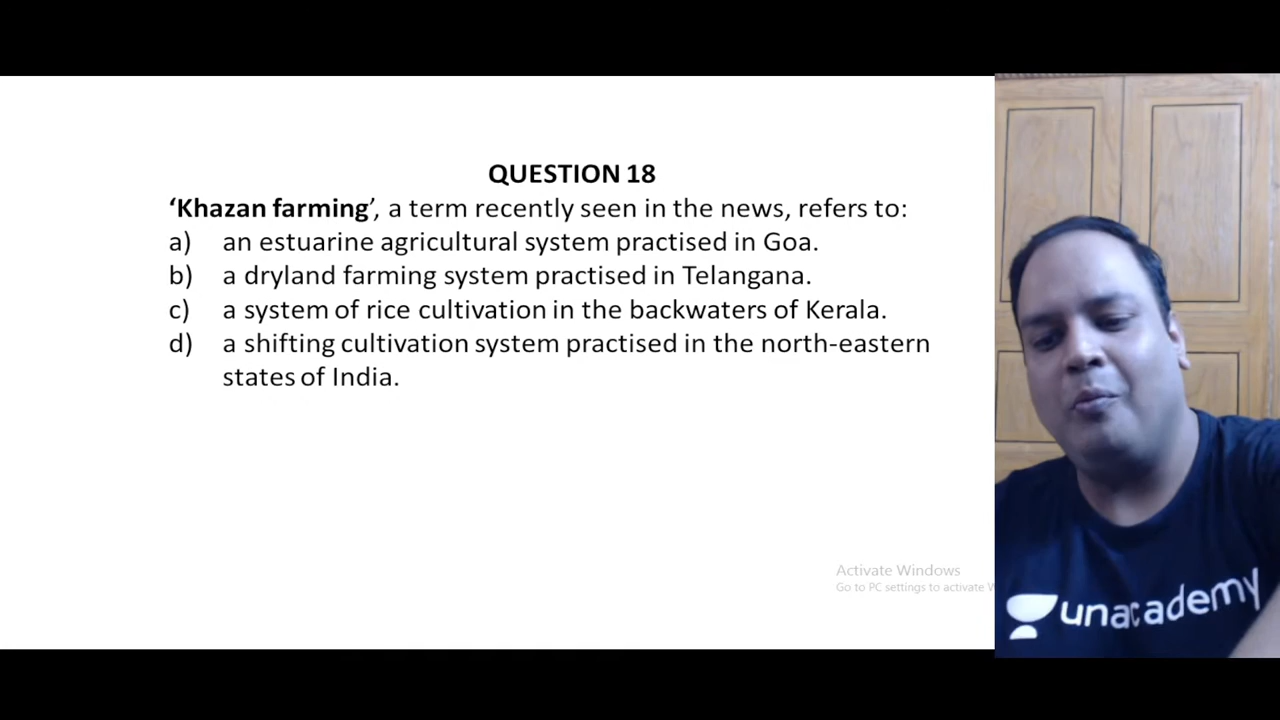 QUESTION 18
‘Khazan farming’, a term recently seen in the news, refers to:
a) an estuarine agricultural system practised in Goa.
b) a dryland farming system practised in Telangana.
c) a system of rice cultivation in the backwaters of Kerala.
d) a shifting cultivation system practised in the north-eastern
states of India.
Activate Windows
Go to PC settings to activate W
unacademy